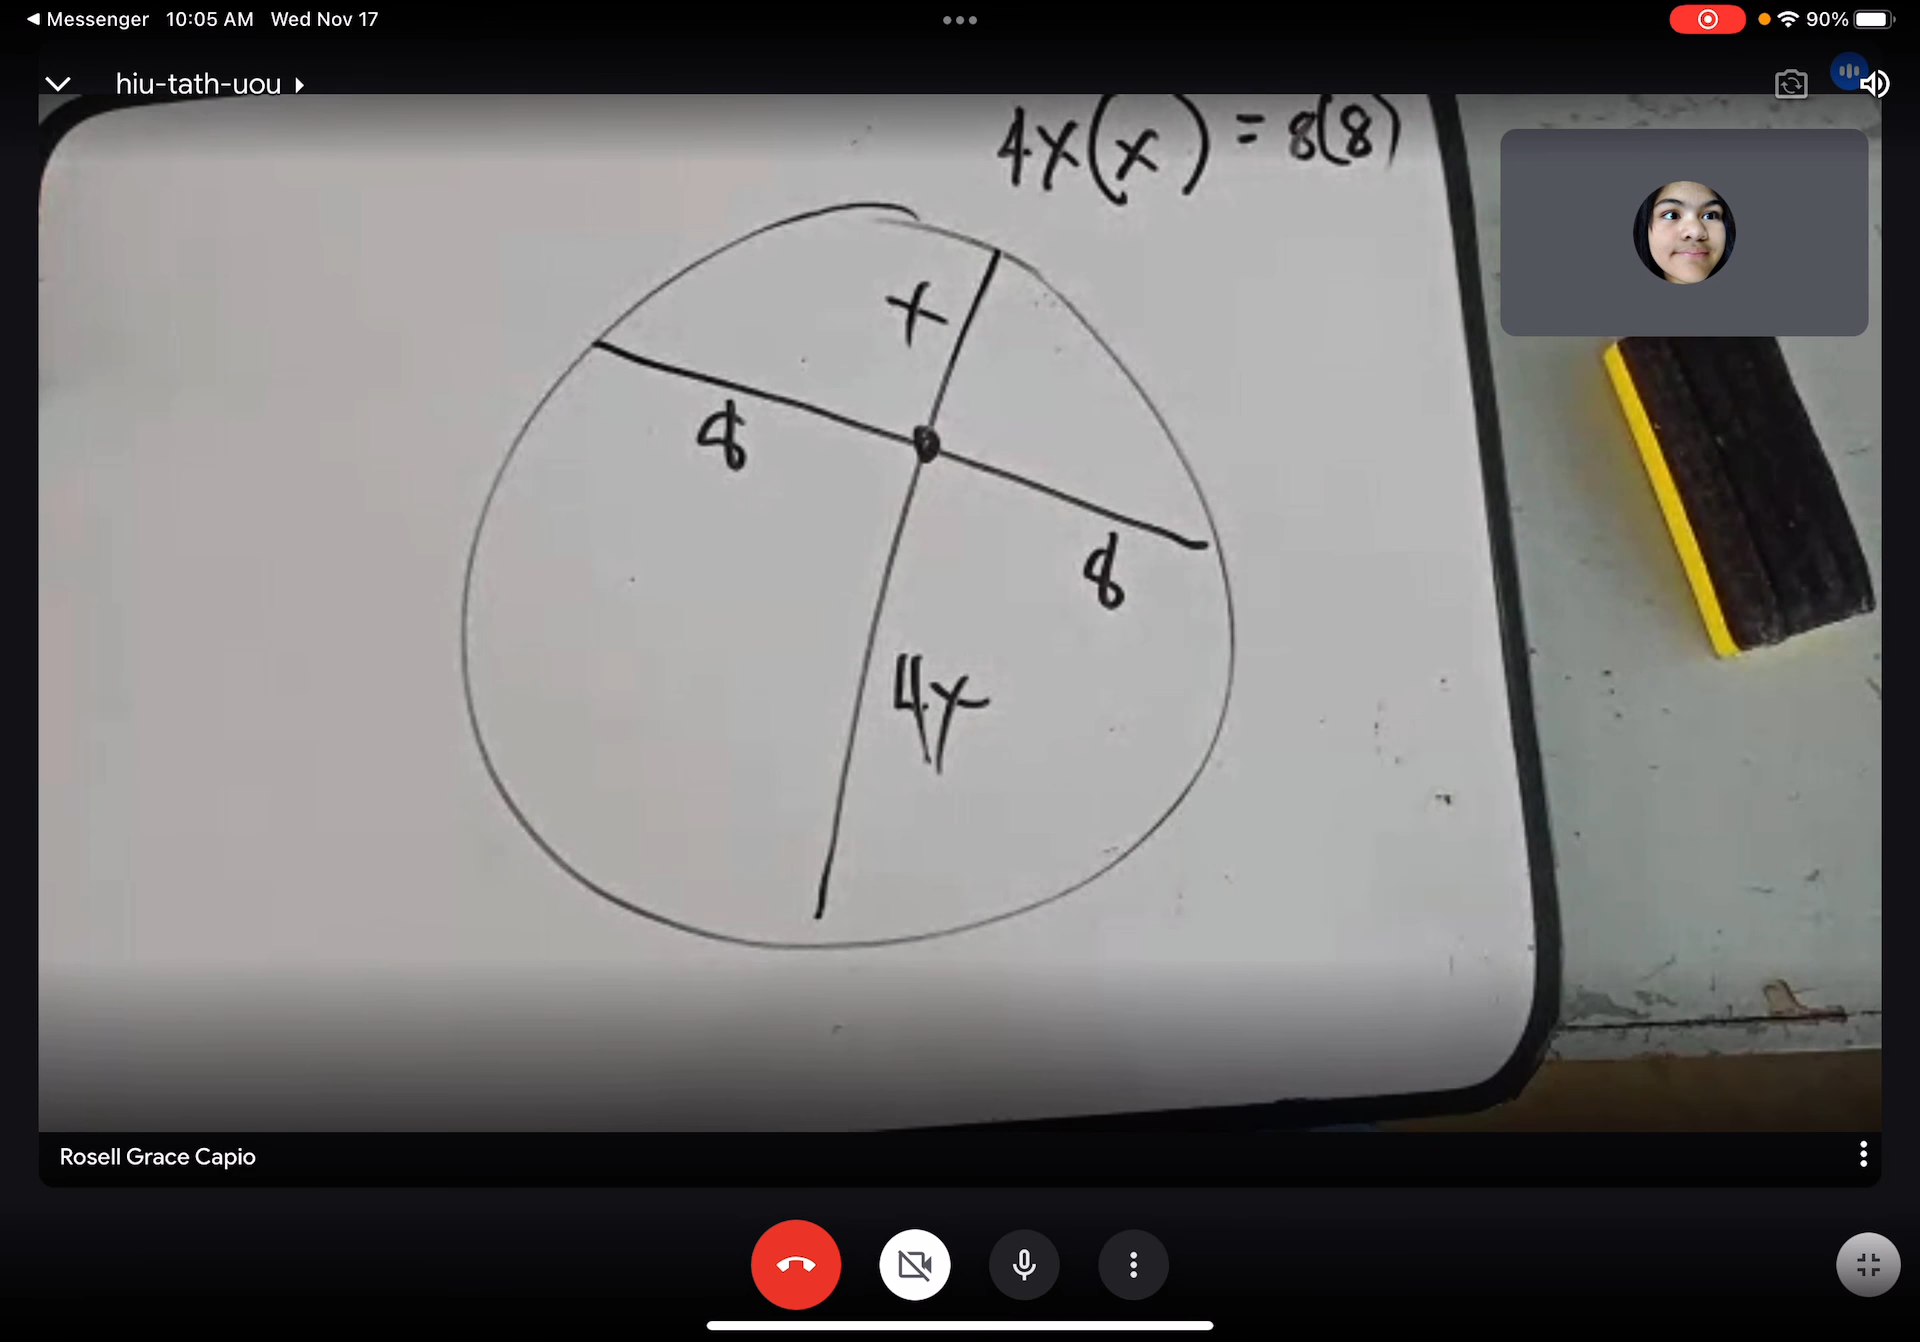 Messenger 10:05 AM Wed Nov 17
90%
hiu-tath-uou
4x(x) = 8(8)
x
8
8
4x
Rosell Grace Capio